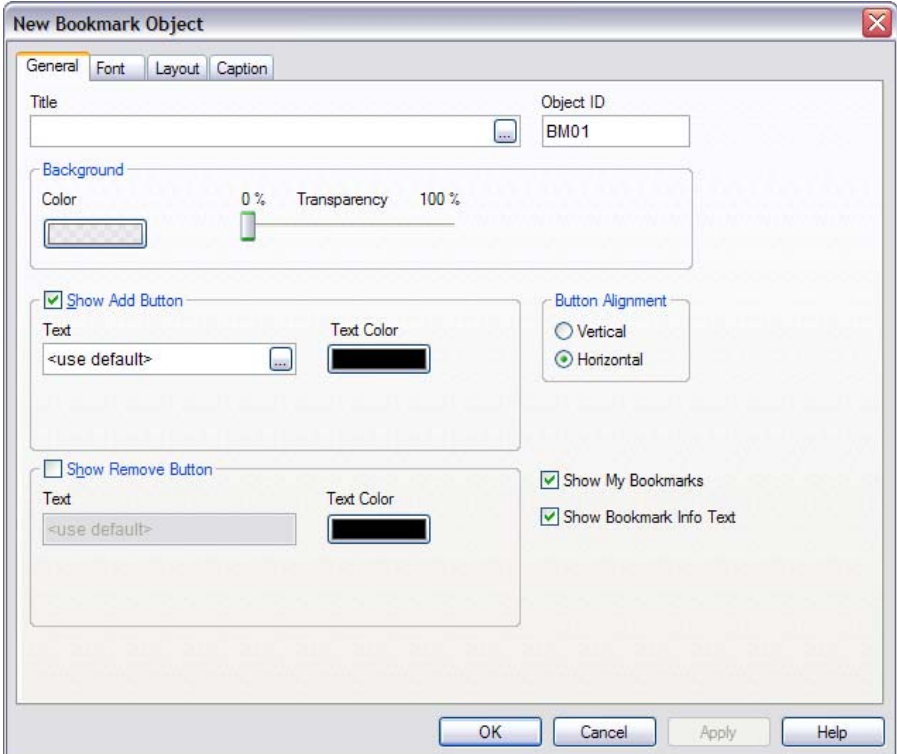 New Bookmark Object
General Font Layout Caption
Title Object ID
... BM01
Background
Color 0 % Transparency 100 %
Show Add Button Button Alignment
Text Text Color Vertical
<use default> ... Horizontal
Show Remove Button
Text Text Color Show My Bookmarks
<use default> Show Bookmark Info Text
OK Cancel Apply Help